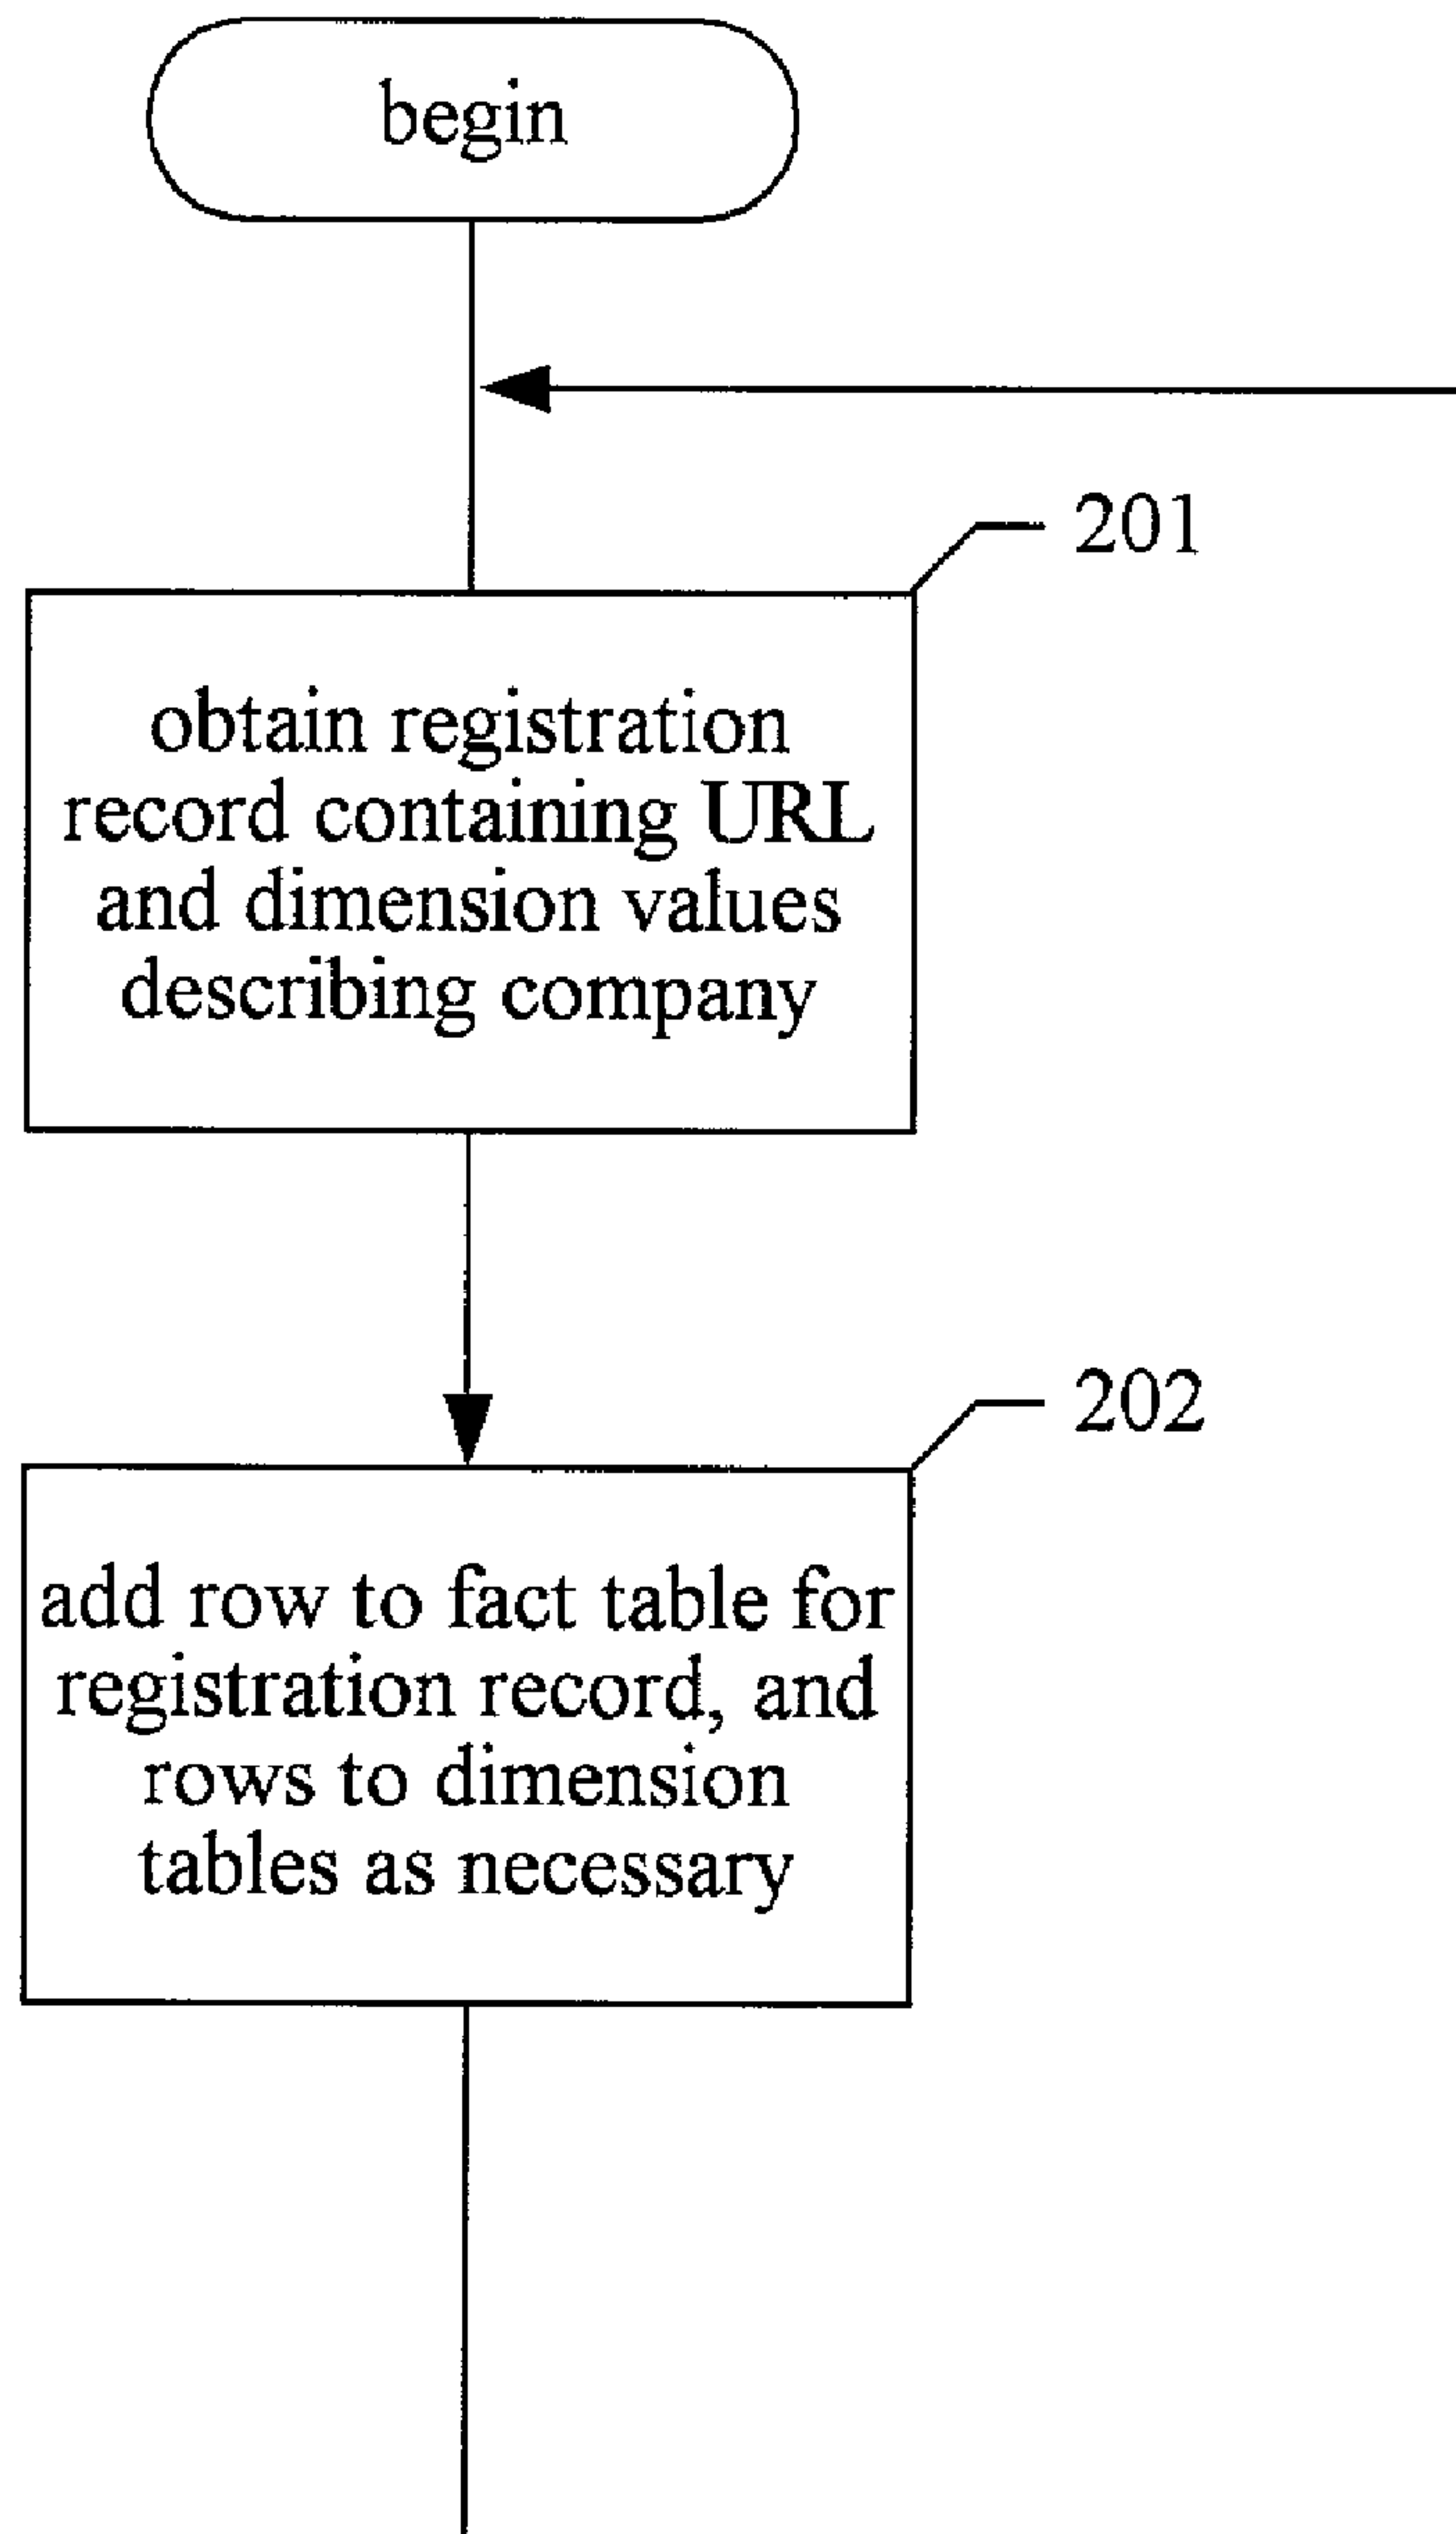 begin
201
obtain registration
record containing URL
and dimension values
describing company
202
add row to fact table for
registration record, and
rows to dimension
tables as necessary